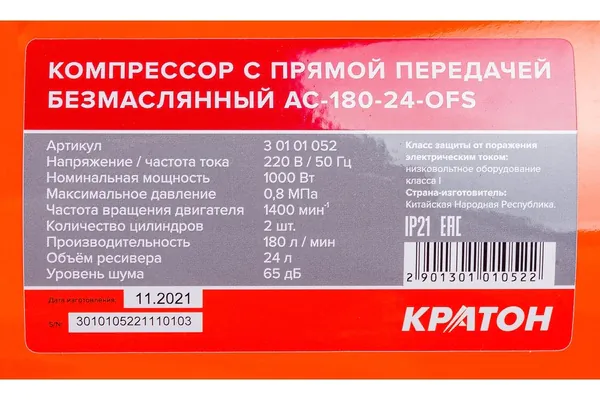 КОМПРЕССОР С ПРЯМОЙ ПЕРЕДАЧЕЙ
БЕЗМАСЛЯННЫЙ AC-180-24-OFS
Артикул 3 01 01 052
Напряжение / частота тока 220 В / 50 Гц
Номинальная мощность 1000 Вт
Максимальное давление 0,8 МПа
Частота вращения двигателя 1400 мин⁻¹
Количество цилиндров 2 шт.
Производительность 180 л / мин
Объём ресивера 24 л
Уровень шума 65 дБ
Класс защиты от поражения
электрическим током:
низковольтное оборудование
класса I
Страна-изготовитель:
Китайская Народная Республика.
IP21 ЕАС
2 901301 010522
Дата изготовления: 11.2021
S/N: 3010105221110103
КРАТОН